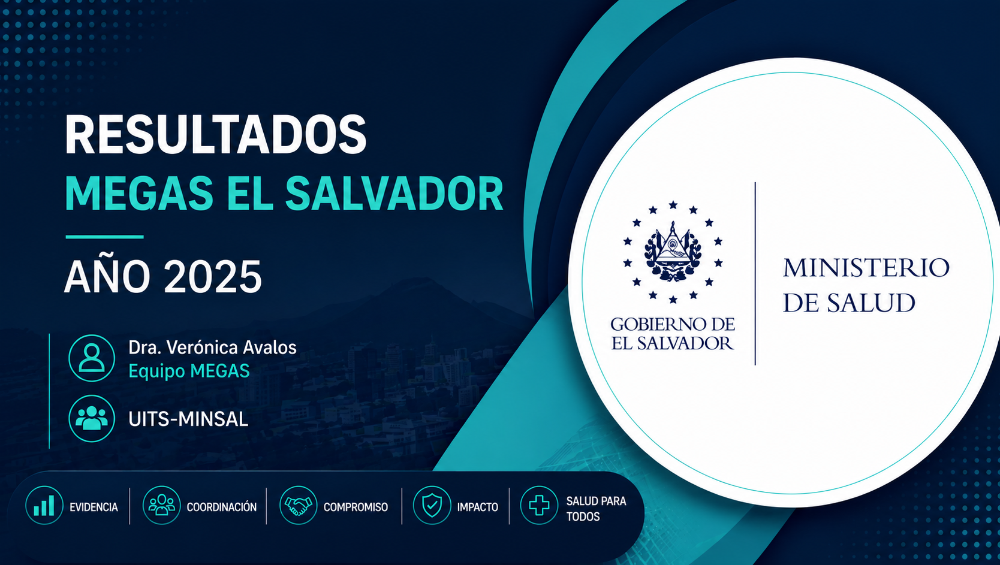 RESULTADOS
MEGAS EL SALVADOR
AÑO 2025
Dra. Verónica Avalos
Equipo MEGAS
UITS-MINSAL
GOBIERNO DE
EL SALVADOR
MINISTERIO
DE SALUD
EVIDENCIA
COORDINACIÓN
COMPROMISO
IMPACTO
SALUD PARA
TODOS